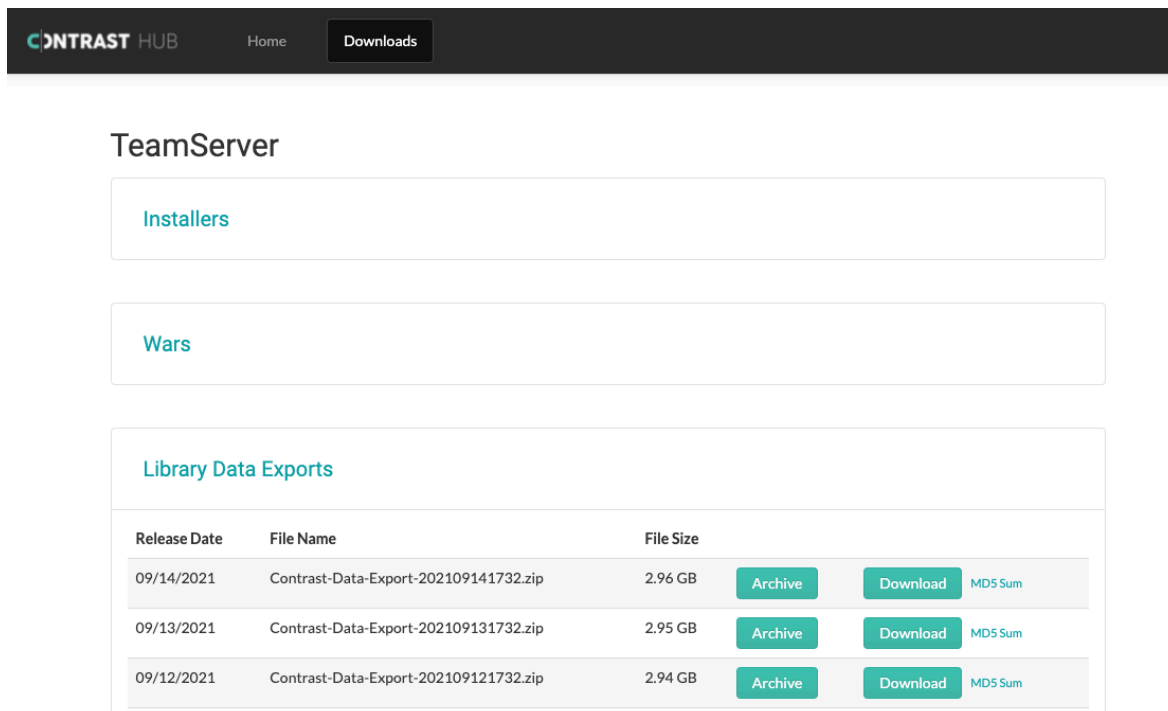 CONTRAST HUB Home Downloads
TeamServer
Installers
Wars
Library Data Exports
Release Date File Name File Size
09/14/2021 Contrast-Data-Export-202109141732.zip 2.96 GB Archive Download MD5 Sum
09/13/2021 Contrast-Data-Export-202109131732.zip 2.95 GB Archive Download MD5 Sum
09/12/2021 Contrast-Data-Export-202109121732.zip 2.94 GB Archive Download MD5 Sum